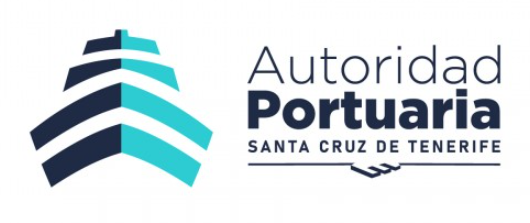 Autoridad
Portuaria
SANTA CRUZ DE TENERIFE